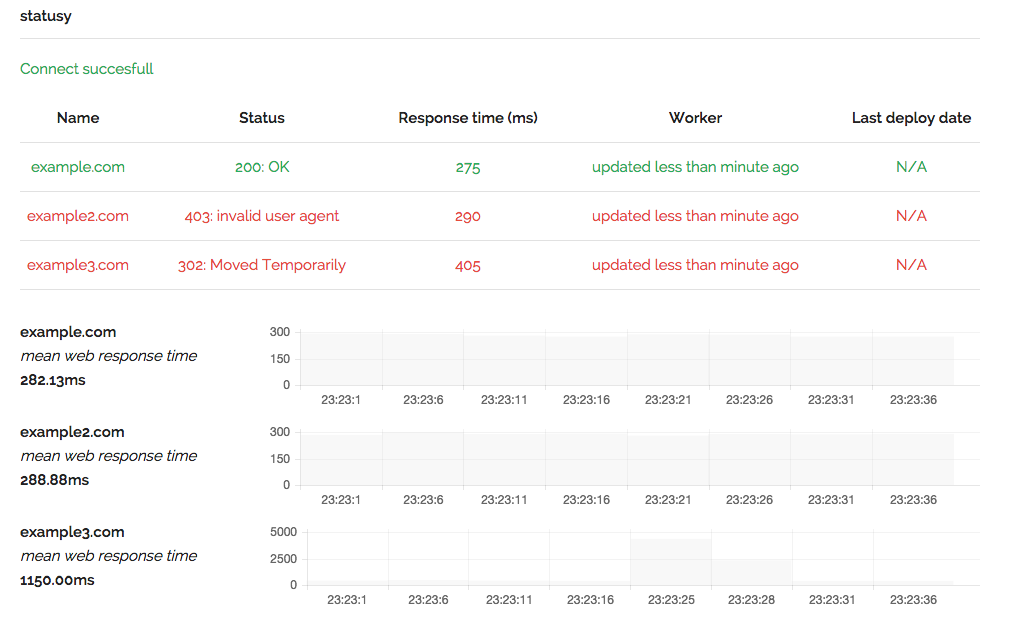 statusy
Connect succesfull
Name Status Response time (ms) Worker Last deploy date
example.com 200: OK 275 updated less than minute ago N/A
example2.com 403: invalid user agent 290 updated less than minute ago N/A
example3.com 302: Moved Temporarily 405 updated less than minute ago N/A
example.com
mean web response time
282.13ms
300
150
0
23:23:1 23:23:6 23:23:11 23:23:16 23:23:21 23:23:26 23:23:31 23:23:36
example2.com
mean web response time
288.88ms
300
150
0
23:23:1 23:23:6 23:23:11 23:23:16 23:23:21 23:23:26 23:23:31 23:23:36
example3.com
mean web response time
1150.00ms
5000
2500
0
23:23:1 23:23:6 23:23:11 23:23:16 23:23:25 23:23:28 23:23:31 23:23:36